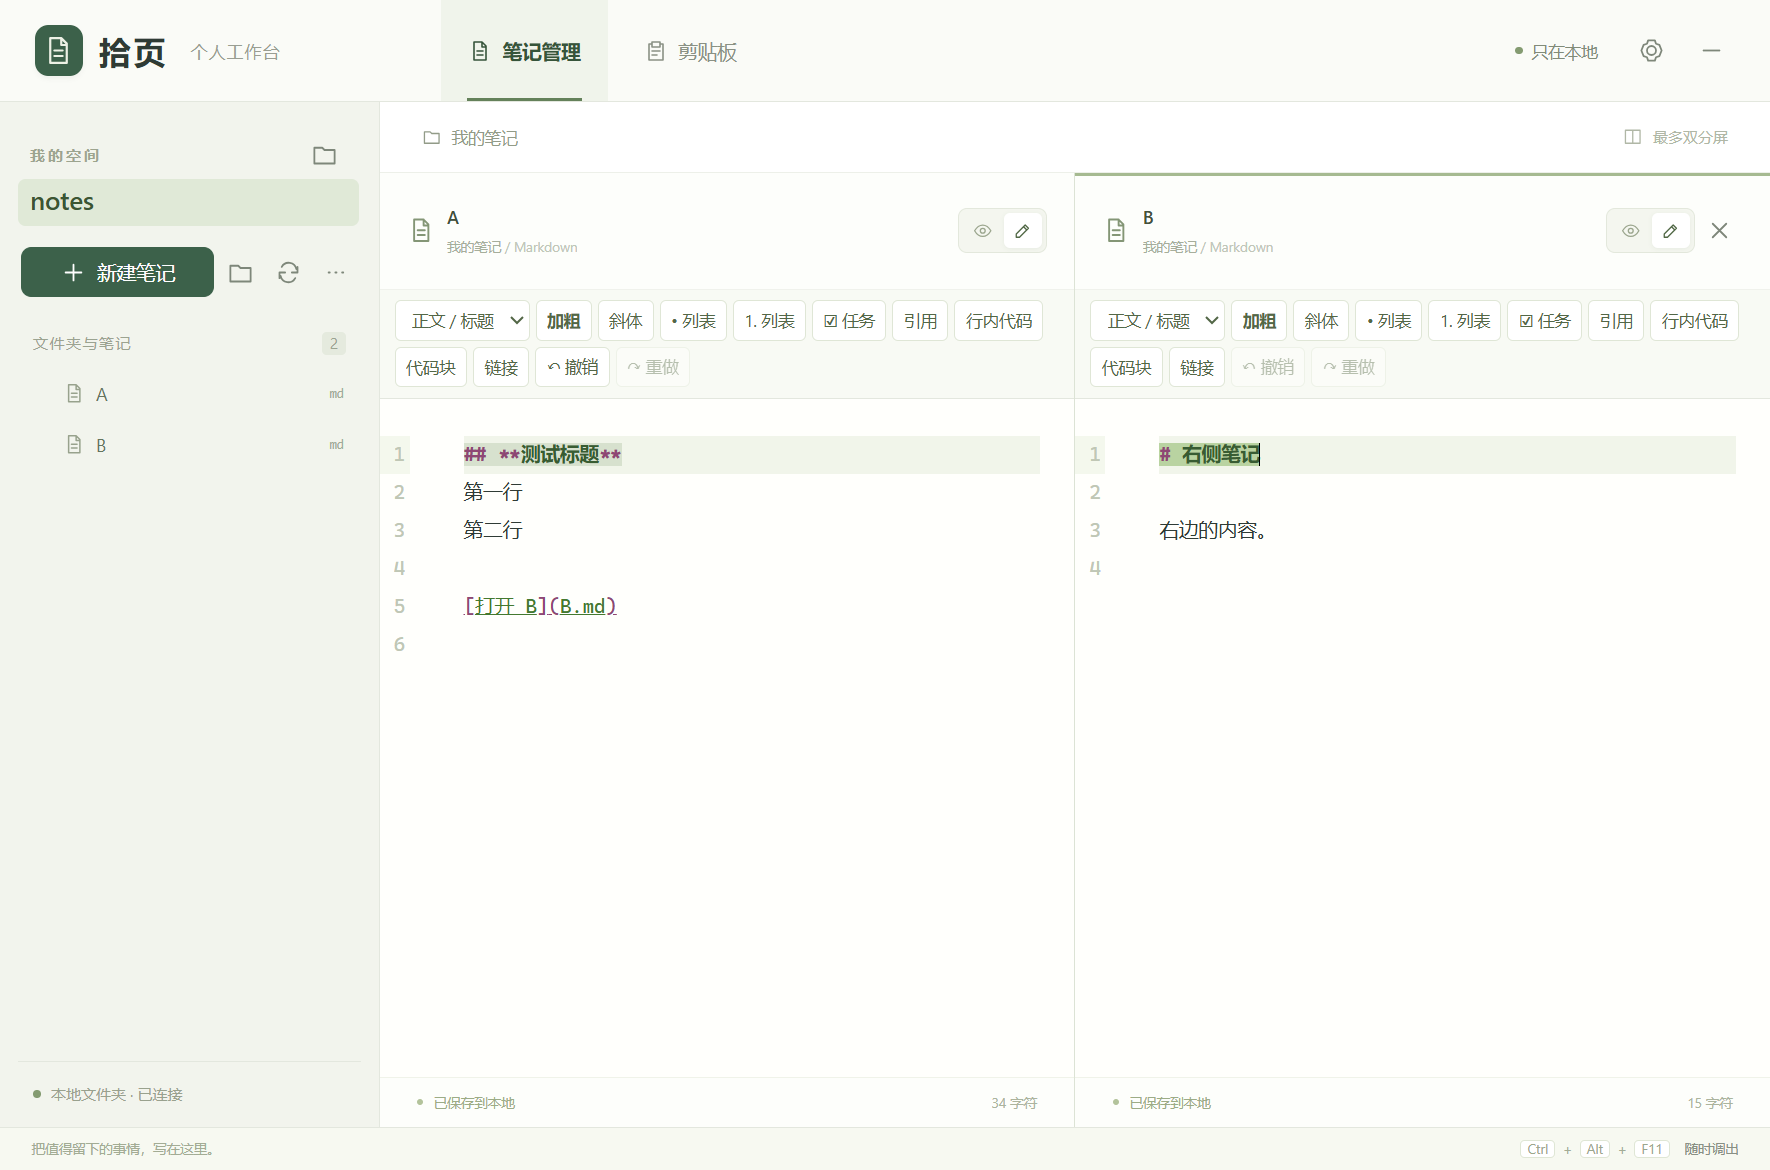 拾页 个人工作台 笔记管理 剪贴板 只在本地
我的空间
notes
新建笔记
文件夹与笔记 2
A md
B md
本地文件夹 · 已连接
我的笔记 最多双分屏
A
我的笔记 / Markdown
正文 / 标题 加粗 斜体 • 列表 1. 列表 ☑ 任务 引用 行内代码
代码块 链接 ↶ 撤销 ↷ 重做
1 ## **测试标题**
2 第一行
3 第二行
4
5 [打开 B](B.md)
6
已保存到本地 34 字符
B
我的笔记 / Markdown
正文 / 标题 加粗 斜体 • 列表 1. 列表 ☑ 任务 引用 行内代码
代码块 链接 ↶ 撤销 ↷ 重做
1 # 右侧笔记
2
3 右边的内容。
4
已保存到本地 15 字符
把值得留下的事情，写在这里。 Ctrl + Alt + F11 随时调出